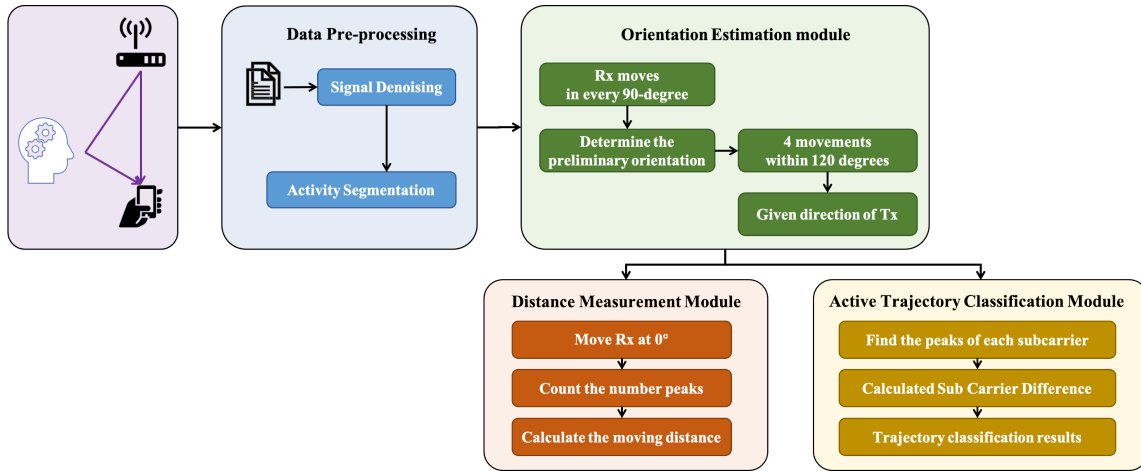 Data Pre-processing
Signal Denoising
Activity Segmentation
Orientation Estimation module
Rx moves
in every 90-degree
Determine the
preliminary orientation
4 movements
within 120 degrees
Given direction of Tx
Distance Measurement Module
Move Rx at 0°
Count the number peaks
Calculate the moving distance
Active Trajectory Classification Module
Find the peaks of each subcarrier
Calculated Sub Carrier Difference
Trajectory classification results